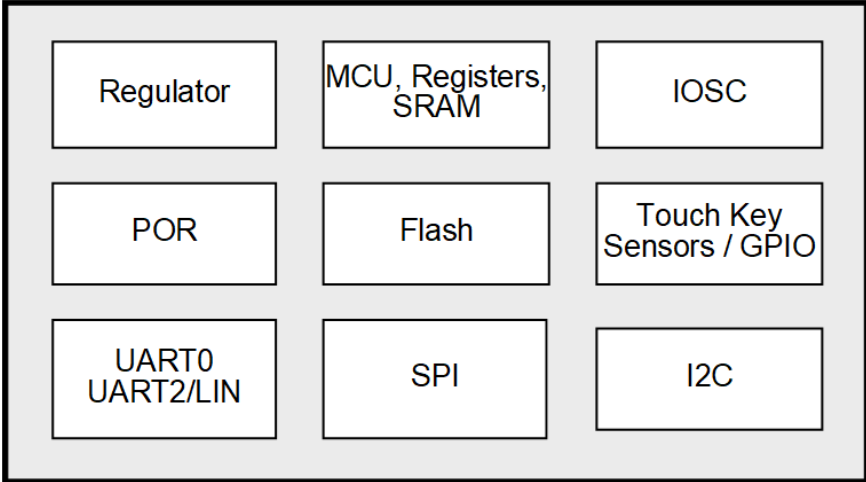 Regulator
MCU, Registers,
SRAM
IOSC
POR
Flash
Touch Key
Sensors / GPIO
UART0
UART2/LIN
SPI
I2C